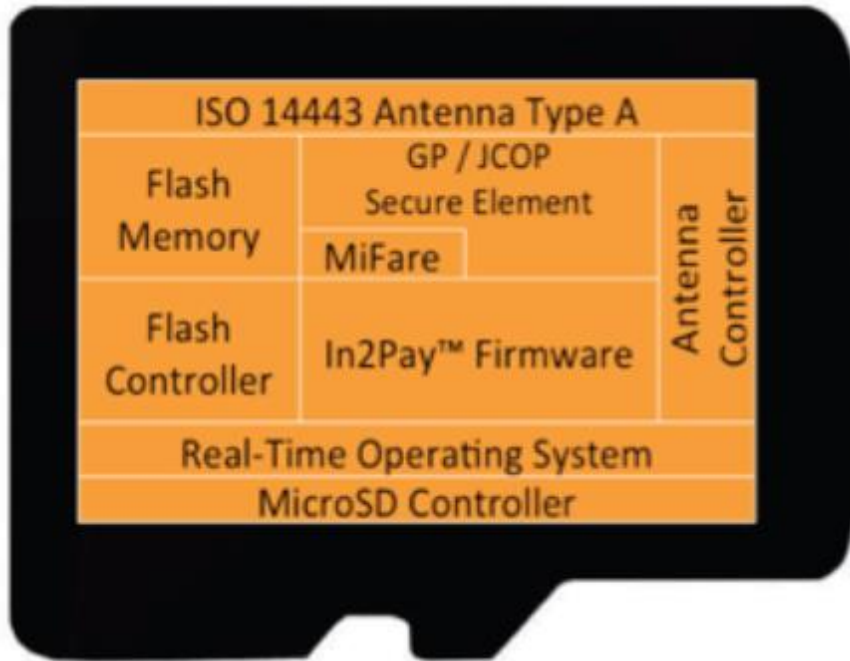 ISO 14443 Antenna Type A
Flash
Memory
GP / JCOP
Secure Element
MiFare
Antenna
Controller
Flash
Controller
In2Pay™ Firmware
Real-Time Operating System
MicroSD Controller